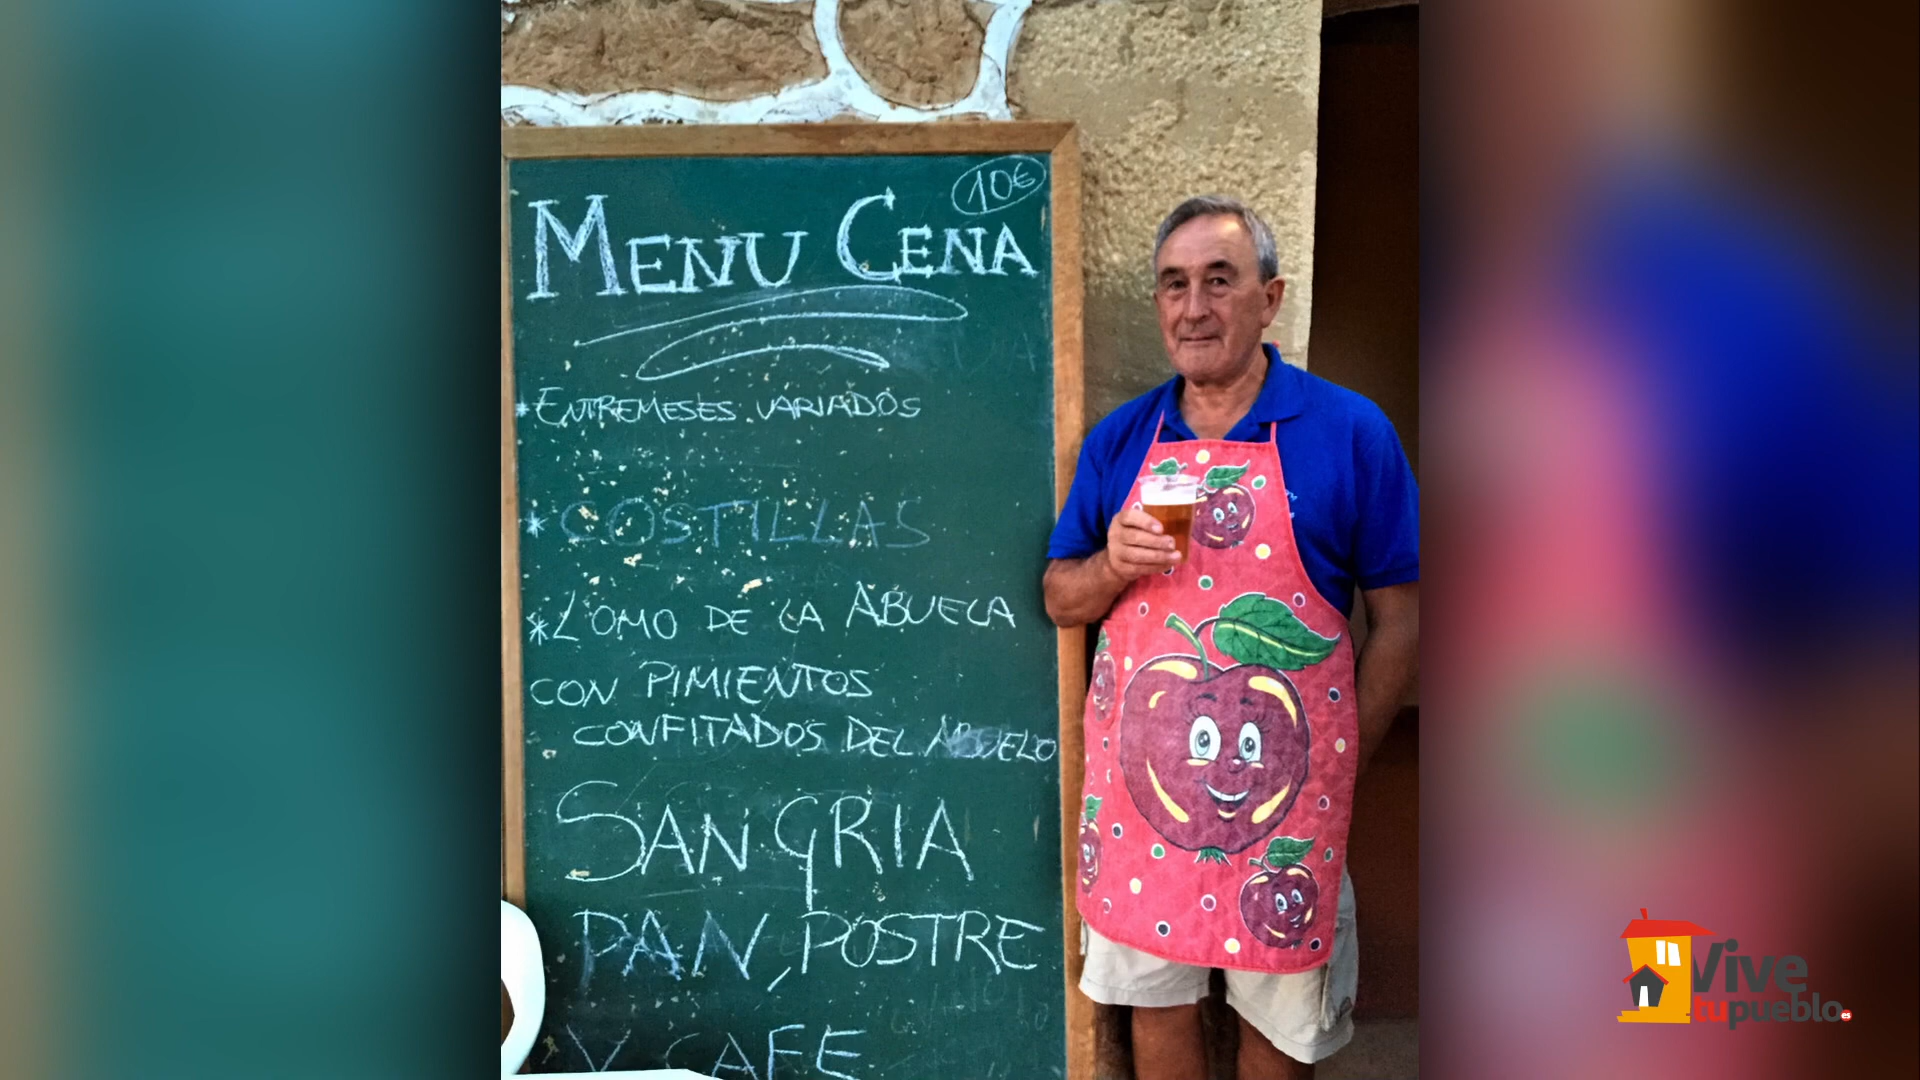 10€
MENU CENA
* ENTREMESES VARIADOS
* COSTILLAS
* LOMO DE LA ABUELA
CON PIMIENTOS
CONFITADOS DEL ABUELO
SANGRIA
PAN, POSTRE
Y CAFE
Vive
tupueblo.es